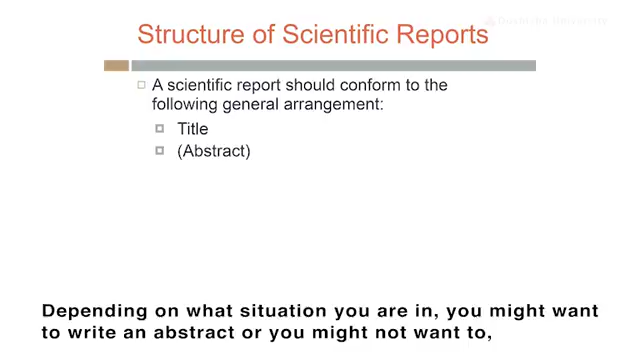 Structure of Scientific Reports
A scientific report should conform to the
following general arrangement:
Title
(Abstract)
Depending on what situation you are in, you might want
to write an abstract or you might not want to,